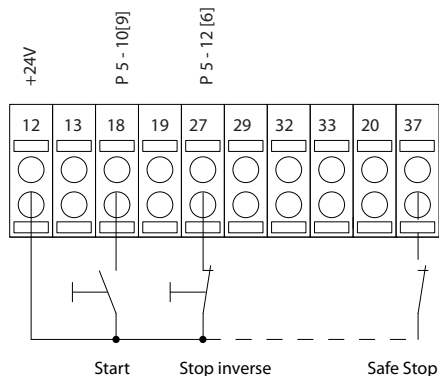 +24V
P 5 - 10[9]
P 5 - 12 [6]
12 13 18 19 27 29 32 33 20 37
Start Stop inverse Safe Stop